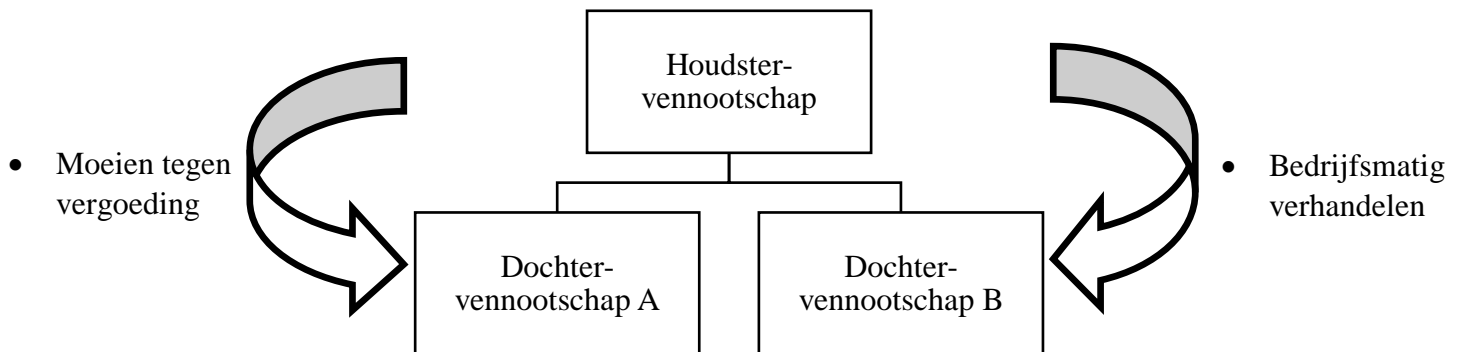 Houdster-
vennootschap
• Moeien tegen
vergoeding
• Bedrijfsmatig
verhandelen
Dochter-
vennootschap A
Dochter-
vennootschap B